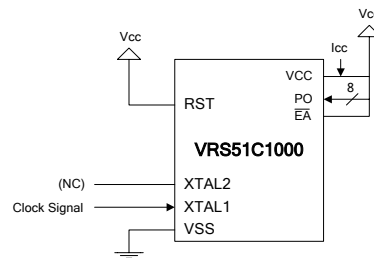 Vcc
Vcc
Icc
VCC
8
RST
PO
EA
VRS51C1000
(NC)
XTAL2
Clock Signal
XTAL1
VSS